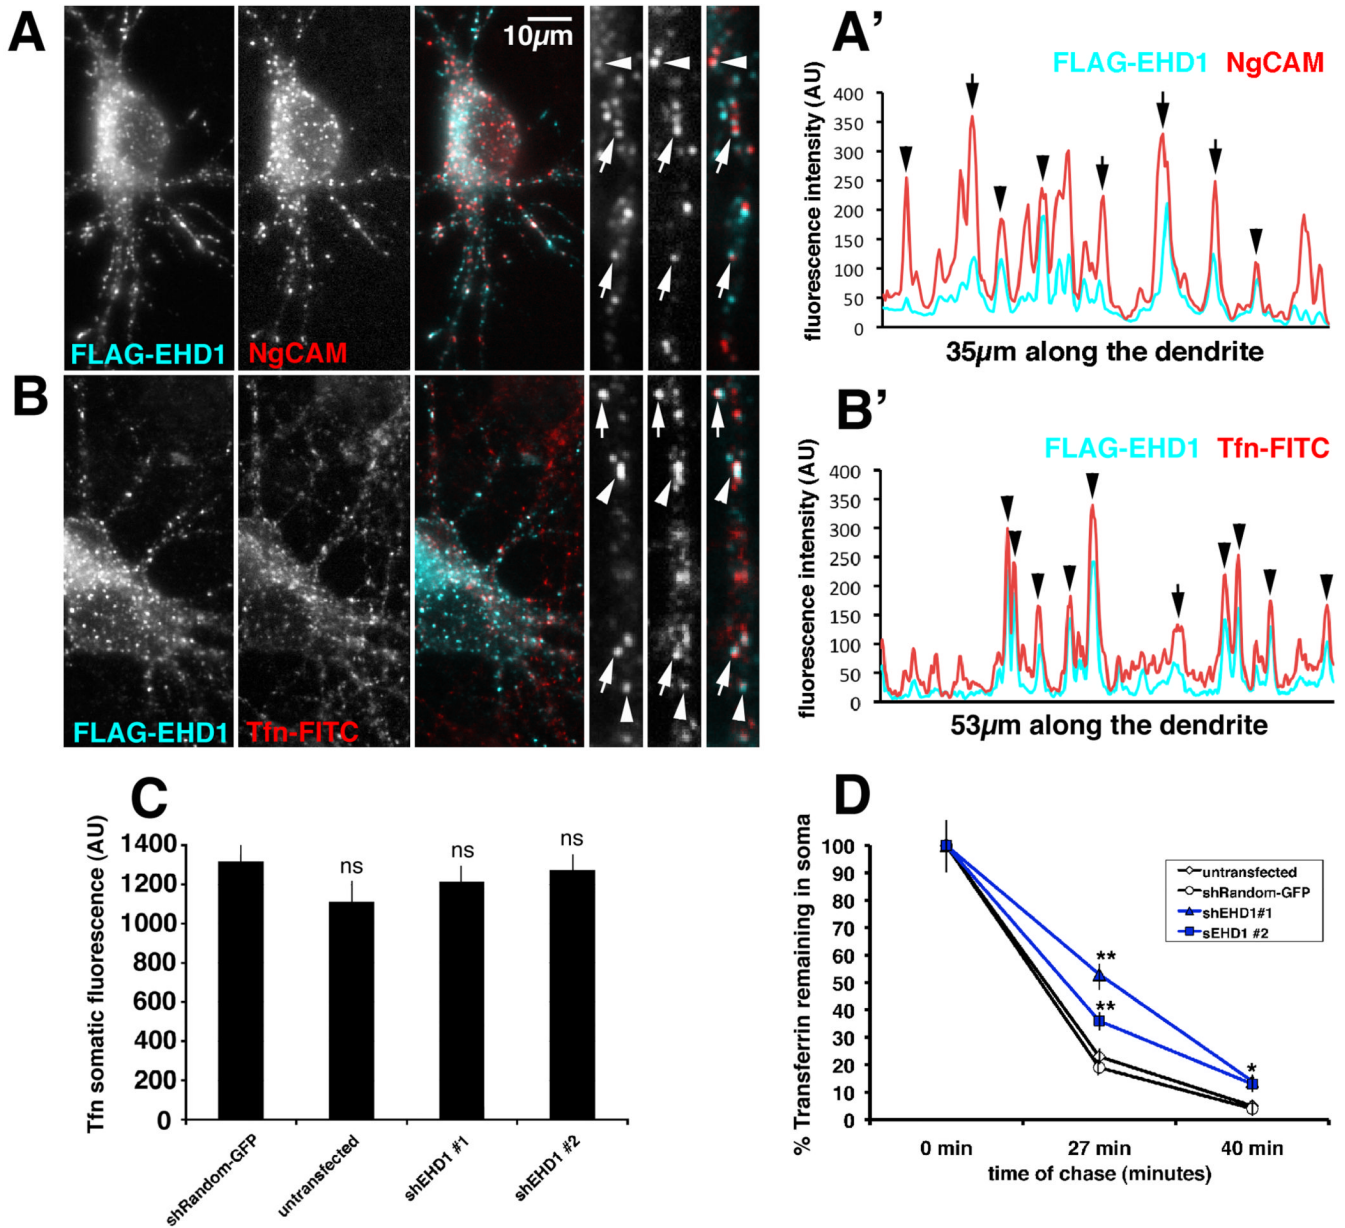 A
10µm
FLAG-EHD1
NgCAM
A’
FLAG-EHD1 NgCAM
fluorescence intensity (AU)
400
350
300
250
200
150
100
50
0
35µm along the dendrite
B
FLAG-EHD1
Tfn-FITC
B’
FLAG-EHD1 Tfn-FITC
fluorescence intensity (AU)
400
350
300
250
200
150
100
50
0
53µm along the dendrite
C
Tfn somatic fluorescence (AU)
1400
1200
1000
800
600
400
200
0
ns
ns
ns
shRandom-GFP
untransfected
shEHD1 #1
shEHD1 #2
D
% Transferrin remaining in soma
100
90
80
70
60
50
40
30
20
10
0
untransfected
shRandom-GFP
shEHD1#1
sEHD1 #2
**
**
*
0 min
27 min
40 min
time of chase (minutes)